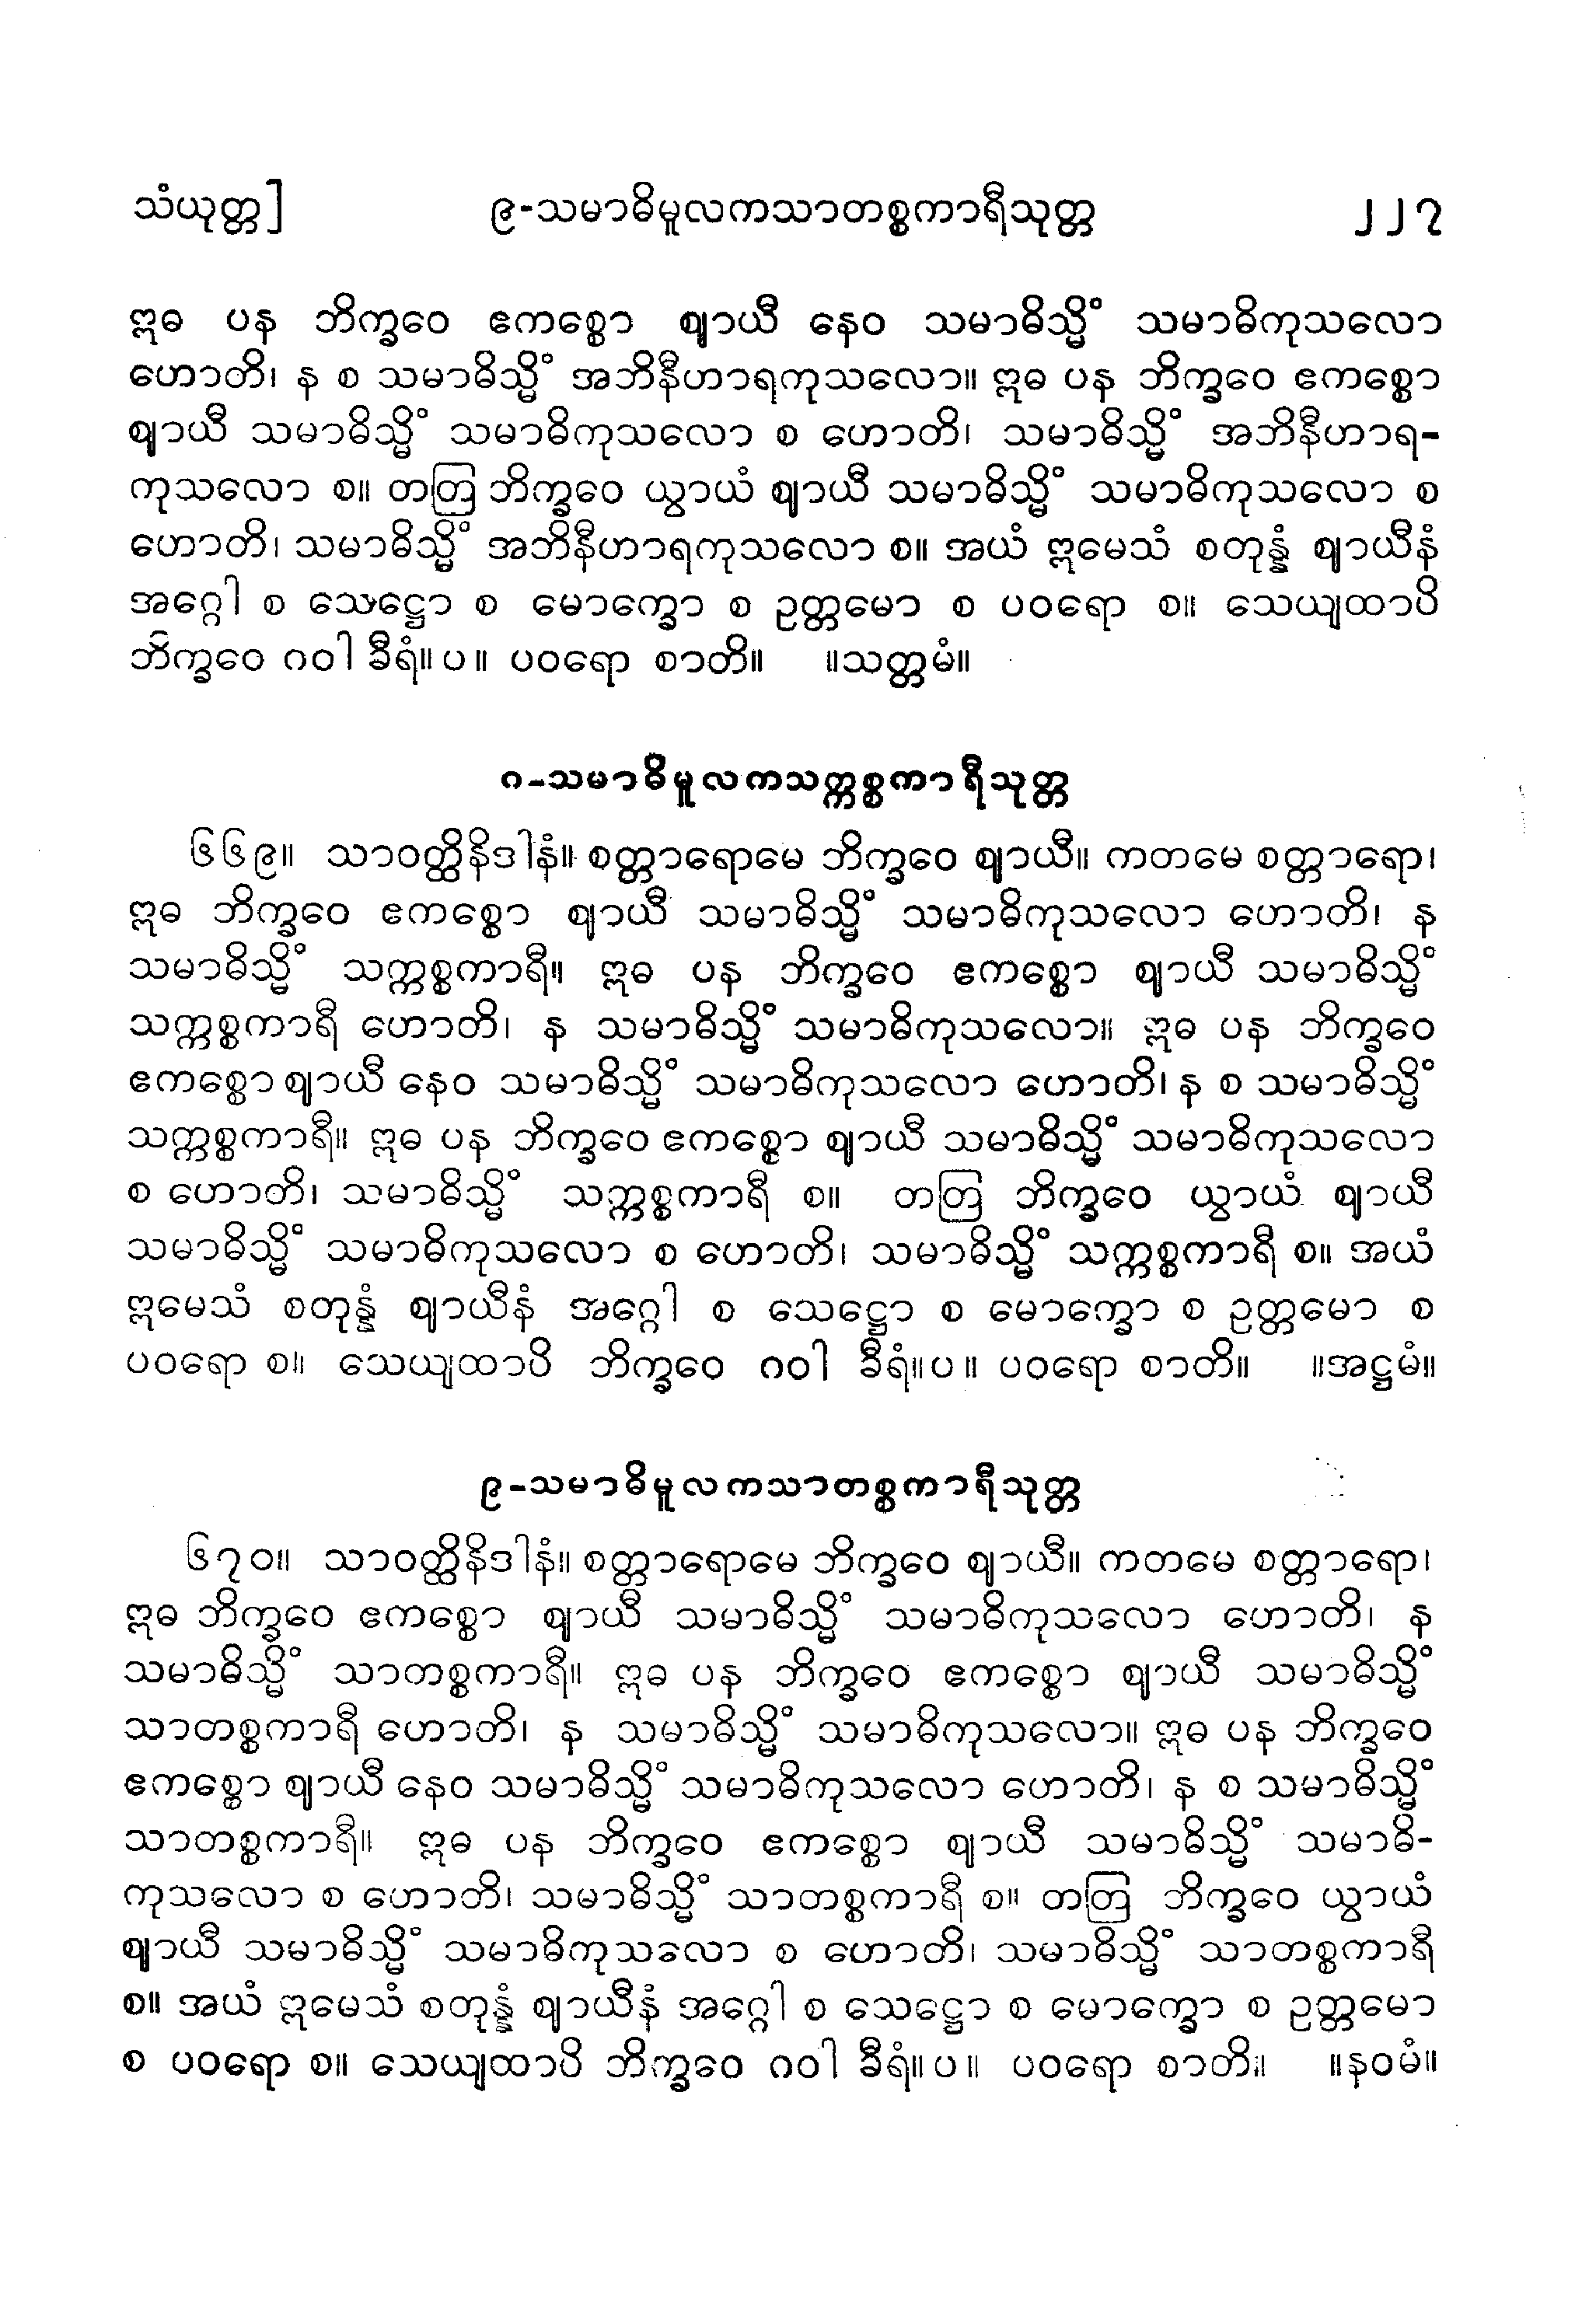 သံယုတ္တ]	၉-သမာဓိမူလကသာတစ္စကာရီသုတ္တ	၂၂၇
ဣဓ ပန ဘိက္ခဝေ ဧကစ္စော ဈာယီ နေဝ သမာဓိသ္မိံ သမာဓိကုသလော
ဟောတိ၊ န စ သမာဓိသ္မိံ အဘိနီဟာရကုသလော။ ဣဓ ပန ဘိက္ခဝေ ဧကစ္စော
ဈာယီ သမာဓိသ္မိံ သမာဓိကုသလော စ ဟောတိ၊ သမာဓိသ္မိံ အဘိနီဟာရ-
ကုသလော စ။ တတြ ဘိက္ခဝေ ယွာယံ ဈာယီ သမာဓိသ္မိံ သမာဓိကုသလော စ
ဟောတိ၊ သမာဓိသ္မိံ အဘိနီဟာရကုသလော စ။ အယံ ဣမေသံ စတုန္နံ ဈာယီနံ
အဂ္ဂေါ စ သေဋ္ဌော စ မောက္ခော စ ဥတ္တမော စ ပဝရော စ။ သေယျထာပိ
ဘိက္ခဝေ ဂဝါ ခီရံ။ပ။ ပဝရော စာတိ။ ။သတ္တမံ။
ဂ-သမာဓိမူလကသက္ကစ္စကာရီသုတ္တ
၆၆၉။ သာဝတ္ထိနိဒါနံ။ စတ္တာရောမေ ဘိက္ခဝေ ဈာယီ။ ကတမေ စတ္တာရော၊
ဣဓ ဘိက္ခဝေ ဧကစ္စော ဈာယီ သမာဓိသ္မိံ သမာဓိကုသလော ဟောတိ၊ န
သမာဓိသ္မိံ သက္ကစ္စကာရီ။ ဣဓ ပန ဘိက္ခဝေ ဧကစ္စော ဈာယီ သမာဓိသ္မိံ
သက္ကစ္စကာရီ ဟောတိ၊ န သမာဓိသ္မိံ သမာဓိကုသလော။ ဣဓ ပန ဘိက္ခဝေ
ဧကစ္စော ဈာယီ နေဝ သမာဓိသ္မိံ သမာဓိကုသလော ဟောတိ၊ န စ သမာဓိသ္မိံ
သက္ကစ္စကာရီ။ ဣဓ ပန ဘိက္ခဝေ ဧကစ္စော ဈာယီ သမာဓိသ္မိံ သမာဓိကုသလော
စ ဟောတိ၊ သမာဓိသ္မိံ သက္ကစ္စကာရီ စ။ တတြ ဘိက္ခဝေ ယွာယံ ဈာယီ
သမာဓိသ္မိံ သမာဓိကုသလော စ ဟောတိ၊ သမာဓိသ္မိံ သက္ကစ္စကာရီ စ။ အယံ
ဣမေသံ စတုန္နံ ဈာယီနံ အဂ္ဂေါ စ သေဋ္ဌော စ မောက္ခော စ ဥတ္တမော စ
ပဝရော စ။ သေယျထာပိ ဘိက္ခဝေ ဂဝါ ခီရံ။ပ။ ပဝရော စာတိ။ ။အဋ္ဌမံ။
၉-သမာဓိမူလကသာတစ္စကာရီသုတ္တ
၆၇၀။ သာဝတ္ထိနိဒါနံ။ စတ္တာရောမေ ဘိက္ခဝေ ဈာယီ။ ကတမေ စတ္တာရော၊
ဣဓ ဘိက္ခဝေ ဧကစ္စော ဈာယီ သမာဓိသ္မိံ သမာဓိကုသလော ဟောတိ၊ န
သမာဓိသ္မိံ သာတစ္စကာရီ။ ဣဓ ပန ဘိက္ခဝေ ဧကစ္စော ဈာယီ သမာဓိသ္မိံ
သာတစ္စကာရီ ဟောတိ၊ န သမာဓိသ္မိံ သမာဓိကုသလော။ ဣဓ ပန ဘိက္ခဝေ
ဧကစ္စော ဈာယီ နေဝ သမာဓိသ္မိံ သမာဓိကုသလော ဟောတိ၊ န စ သမာဓိသ္မိံ
သာတစ္စကာရီ။ ဣဓ ပန ဘိက္ခဝေ ဧကစ္စော ဈာယီ သမာဓိသ္မိံ သမာဓိ-
ကုသလော စ ဟောတိ၊ သမာဓိသ္မိံ သာတစ္စကာရီ စ။ တတြ ဘိက္ခဝေ ယွာယံ
ဈာယီ သမာဓိသ္မိံ သမာဓိကုသလော စ ဟောတိ၊ သမာဓိသ္မိံ သာတစ္စကာရီ
စ။ အယံ ဣမေသံ စတုန္နံ ဈာယီနံ အဂ္ဂေါ စ သေဋ္ဌော စ မောက္ခော စ ဥတ္တမော
စ ပဝရော စ။ သေယျထာပိ ဘိက္ခဝေ ဂဝါ ခီရံ။ပ။ ပဝရော စာတိ။ ။နဝမံ။